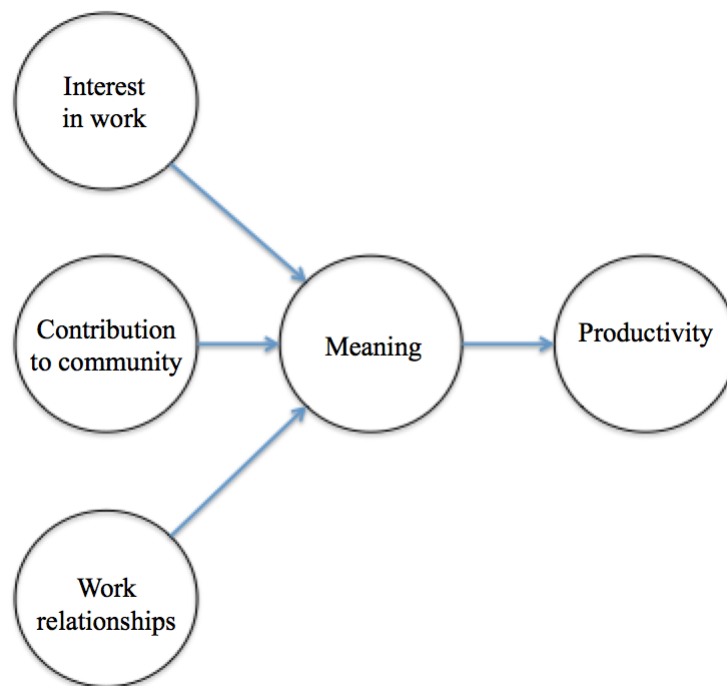 Interest
in work
Contribution
to community
Meaning
Productivity
Work
relationships